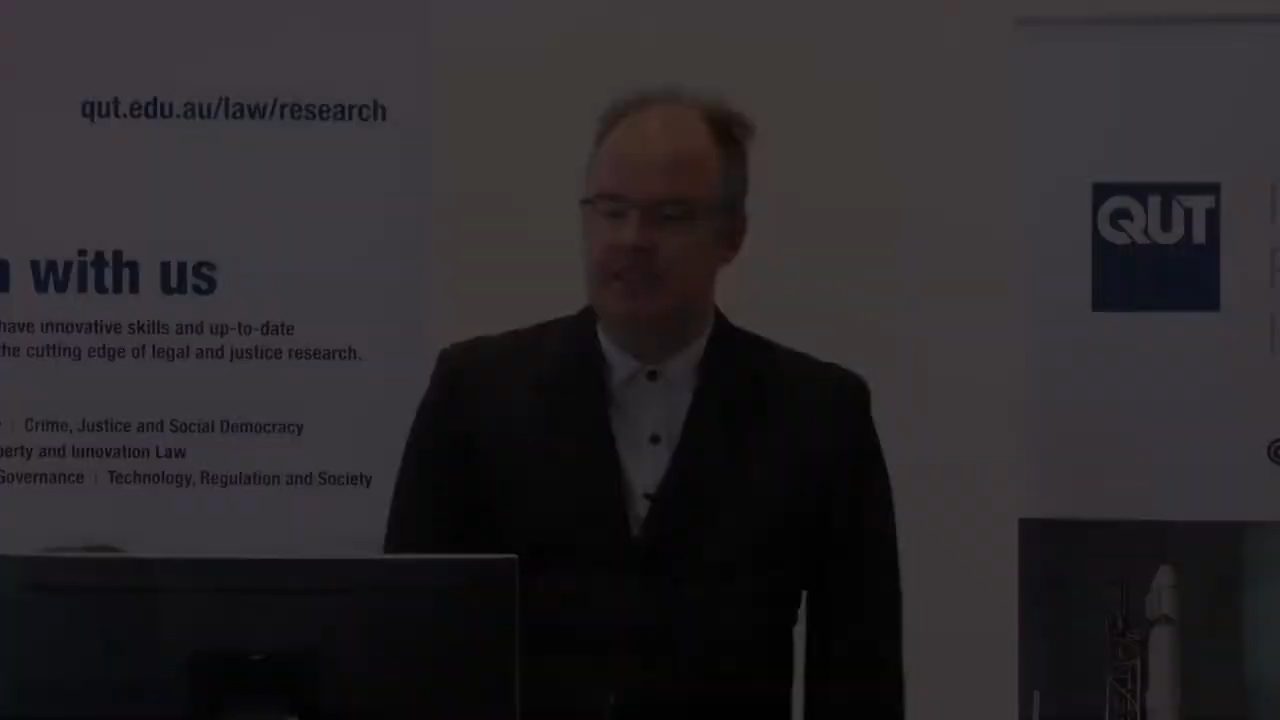 qut.edu.au/law/research
with us
have innovative skills and up-to-date
the cutting edge of legal and justice research.
Crime, Justice and Social Democracy
and Innovation Law
Governance | Technology, Regulation and Society
QUT